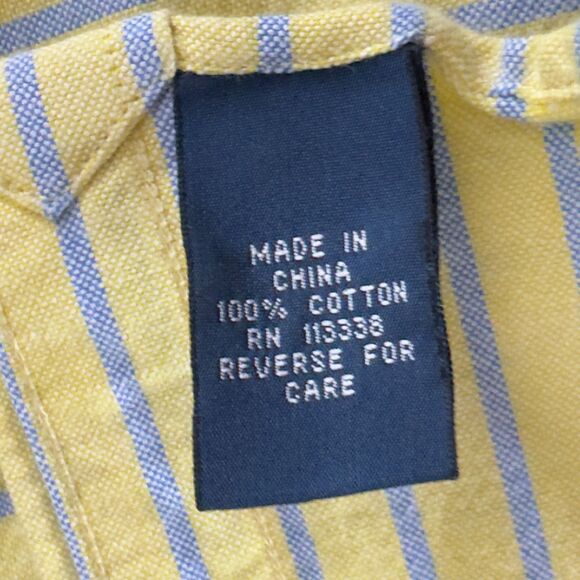 MADE IN
CHINA
100% COTTON
RN 113338
REVERSE FOR
CARE